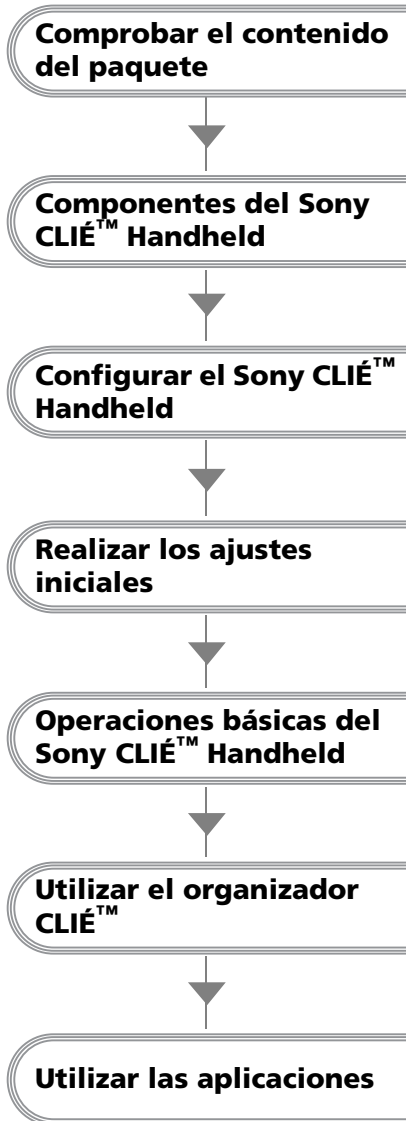 Comprobar el contenido
del paquete
Componentes del Sony
CLIÉ™ Handheld
Configurar el Sony CLIÉ™
Handheld
Realizar los ajustes
iniciales
Operaciones básicas del
Sony CLIÉ™ Handheld
Utilizar el organizador
CLIÉ™
Utilizar las aplicaciones